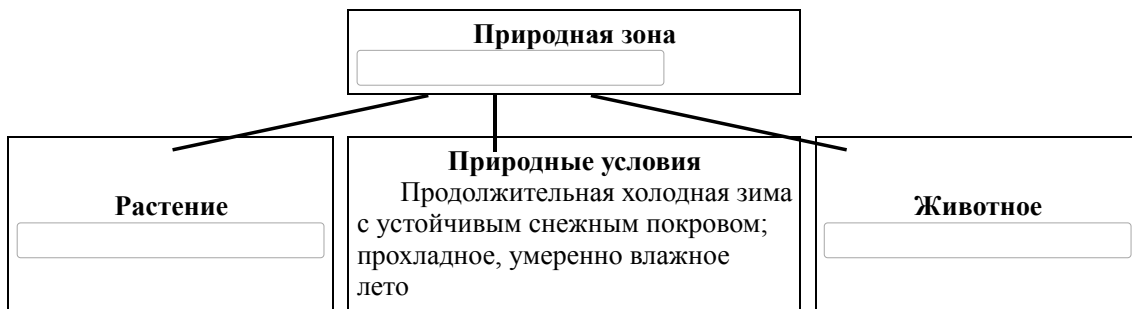 Природная зона
Растение
Природные условия
Продолжительная холодная зима
с устойчивым снежным покровом;
прохладное, умеренно влажное
лето
Животное